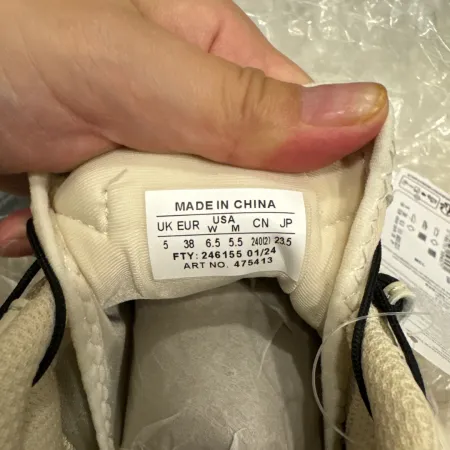 MADE IN CHINA
UK EUR USA W M CN JP
5 38 6.5 5.5 240(2) 23.5
FTY: 246155 01/24
ART NO. 475413